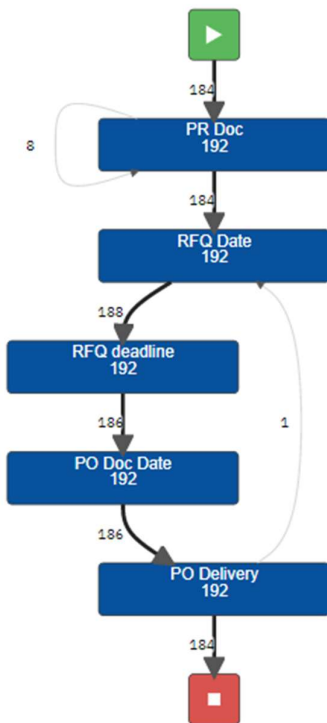 184
PR Doc
192
8
184
RFQ Date
192
188
RFQ deadline
192
1
186
PO Doc Date
192
186
PO Delivery
192
184